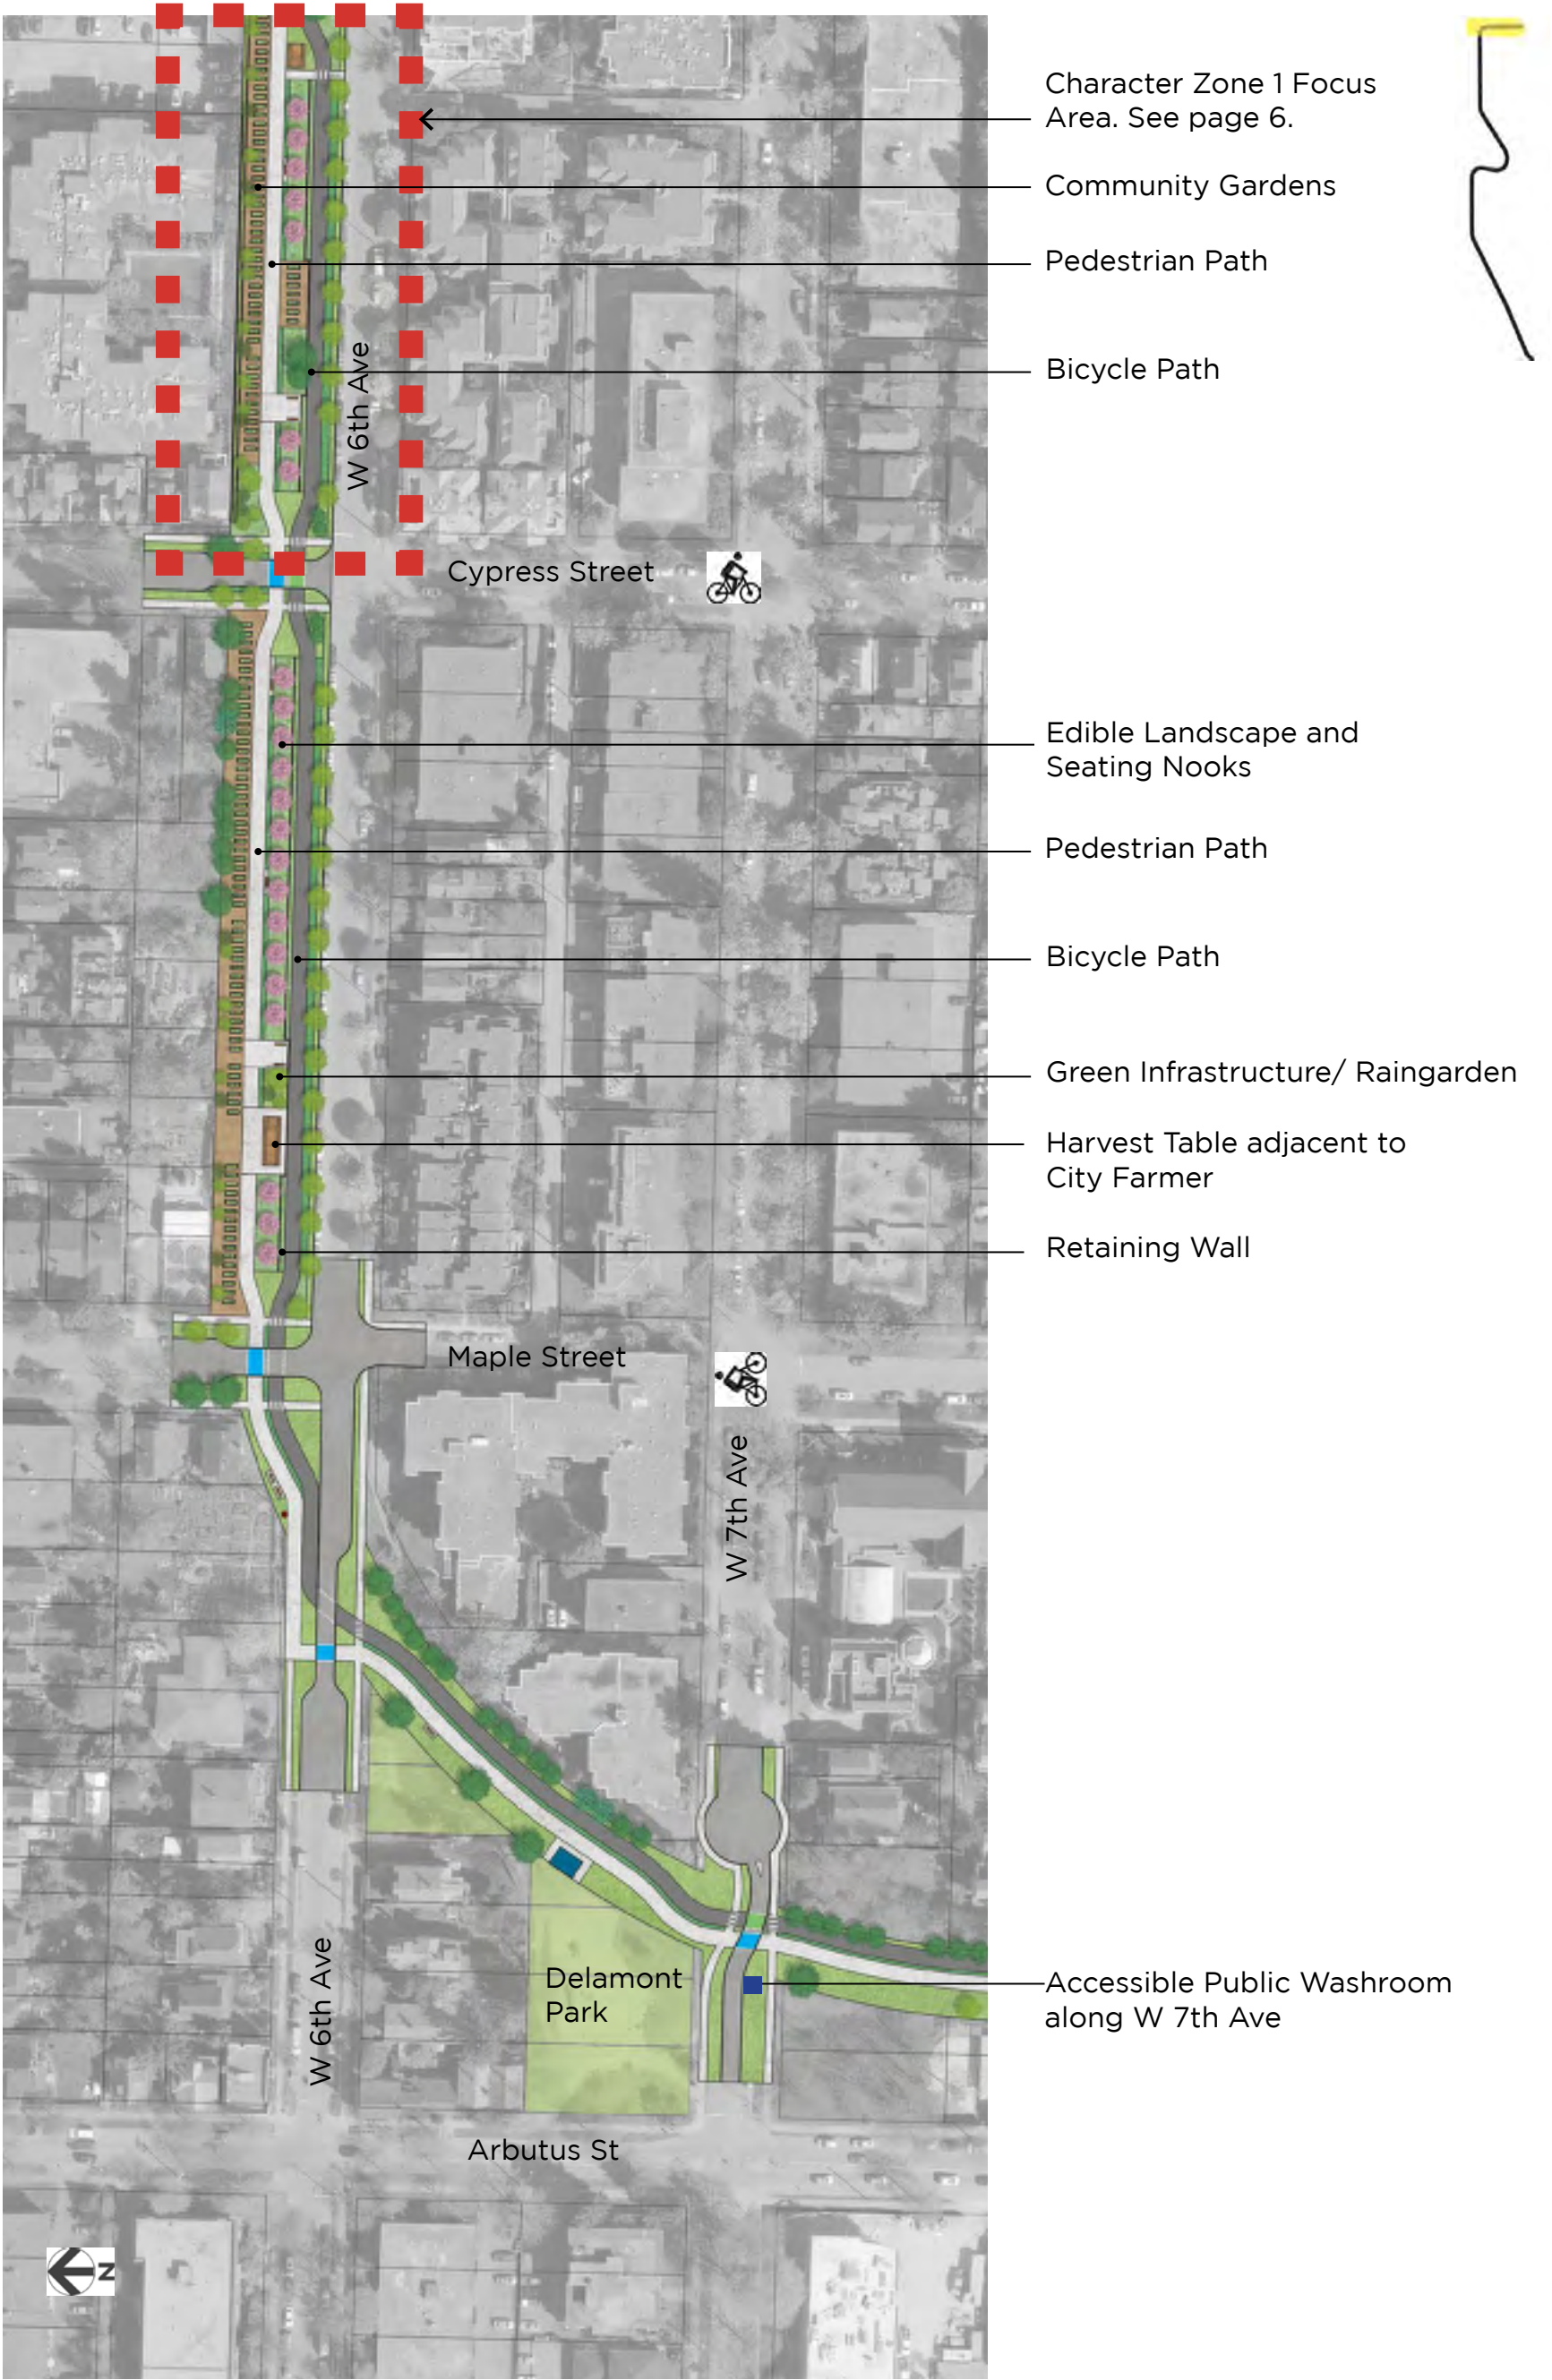 Character Zone 1 Focus
Area. See page 6.
Community Gardens
Pedestrian Path
Bicycle Path
W 6th Ave
Cypress Street
Edible Landscape and
Seating Nooks
Pedestrian Path
Bicycle Path
Green Infrastructure/ Raingarden
Harvest Table adjacent to
City Farmer
Retaining Wall
Maple Street
W 7th Ave
W 6th Ave
Delamont
Park
Accessible Public Washroom
along W 7th Ave
Arbutus St
N